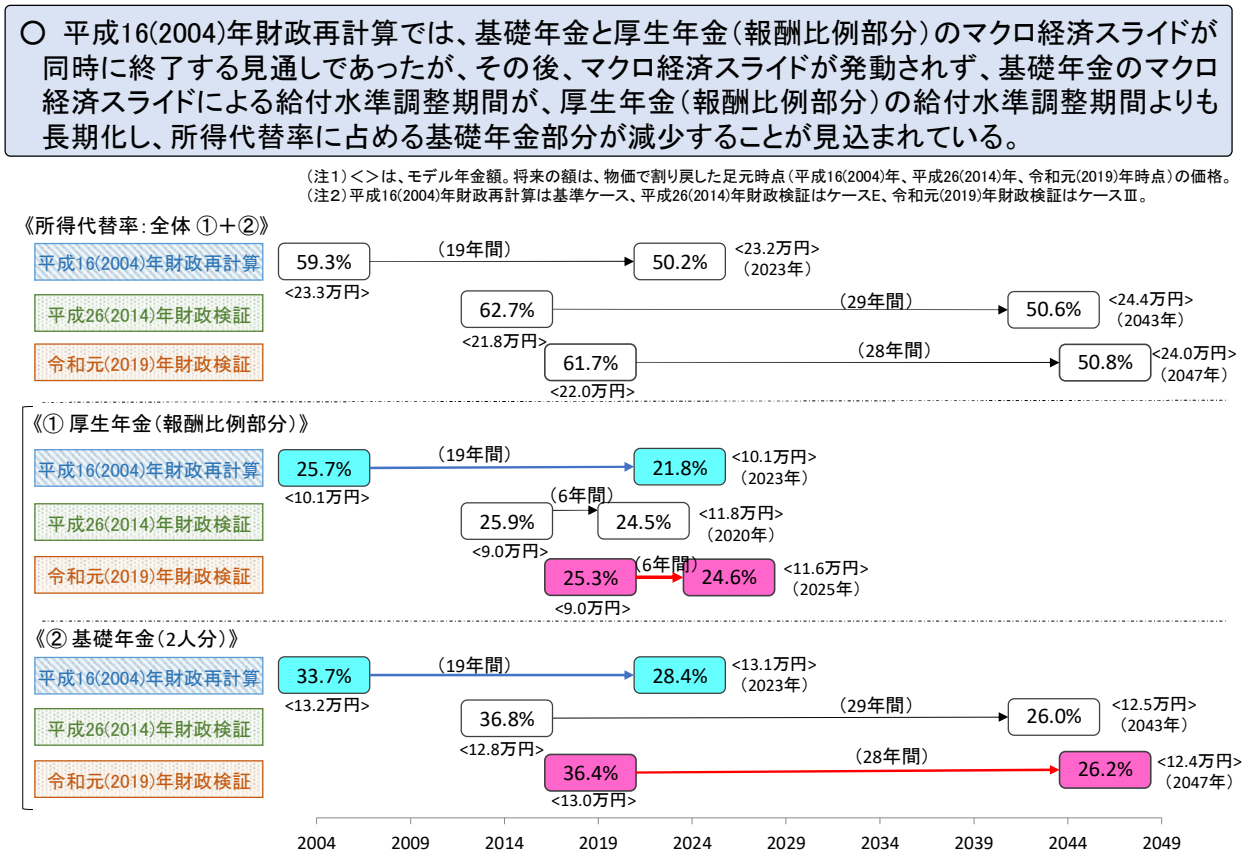 ○ 平成16(2004)年財政再計算では、基礎年金と厚生年金(報酬比例部分)のマクロ経済スライドが
同時に終了する見通しであったが、その後、マクロ経済スライドが発動されず、基礎年金のマクロ
経済スライドによる給付水準調整期間が、厚生年金(報酬比例部分)の給付水準調整期間よりも
長期化し、所得代替率に占める基礎年金部分が減少することが見込まれている。
(注1)<>は、モデル年金額。将来の額は、物価で割り戻した足元時点(平成16(2004)年、平成26(2014)年、令和元(2019)年時点)の価格。
(注2)平成16(2004)年財政再計算は基準ケース、平成26(2014)年財政検証はケースE、令和元(2019)年財政検証はケースⅢ。
《所得代替率:全体 ①+②》
平成16(2004)年財政再計算 59.3% (19年間) 50.2% <23.2万円>
(2023年)
<23.3万円>
平成26(2014)年財政検証 62.7% (29年間) 50.6% <24.4万円>
(2043年)
<21.8万円>
令和元(2019)年財政検証 61.7% (28年間) 50.8% <24.0万円>
(2047年)
<22.0万円>
《① 厚生年金(報酬比例部分)》
平成16(2004)年財政再計算 25.7% (19年間) 21.8% <10.1万円>
(2023年)
<10.1万円>
平成26(2014)年財政検証 25.9% (6年間) 24.5% <11.8万円>
(2020年)
<9.0万円>
令和元(2019)年財政検証 25.3% (6年間) 24.6% <11.6万円>
(2025年)
<9.0万円>
《② 基礎年金(2人分)》
平成16(2004)年財政再計算 33.7% (19年間) 28.4% <13.1万円>
(2023年)
<13.2万円>
平成26(2014)年財政検証 36.8% (29年間) 26.0% <12.5万円>
(2043年)
<12.8万円>
令和元(2019)年財政検証 36.4% (28年間) 26.2% <12.4万円>
(2047年)
<13.0万円>
2004 2009 2014 2019 2024 2029 2034 2039 2044 2049